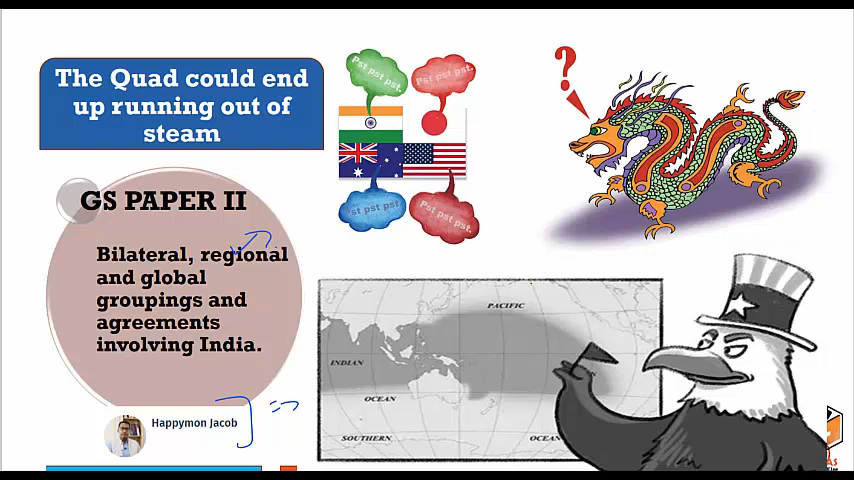 The Quad could end
up running out of
steam
Pst pst pst.
Pst pst pst.
st pst pst.
Pst pst pst.
?
GS PAPER II
Bilateral, regional
and global
groupings and
agreements
involving India.
Happymon Jacob
PACIFIC
INDIAN
OCEAN
SOUTHERN
OCEAN